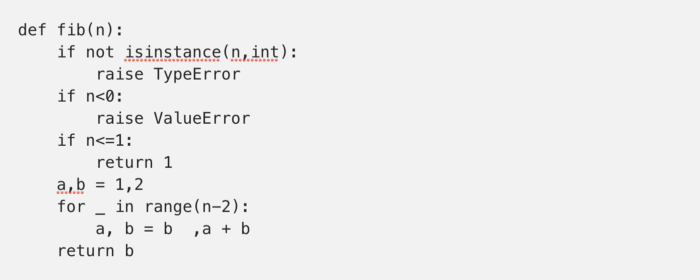 def fib(n):
    if not isinstance(n,int):
        raise TypeError
    if n<0:
        raise ValueError
    if n<=1:
        return 1
    a,b = 1,2
    for _ in range(n-2):
        a, b = b  ,a + b
    return b